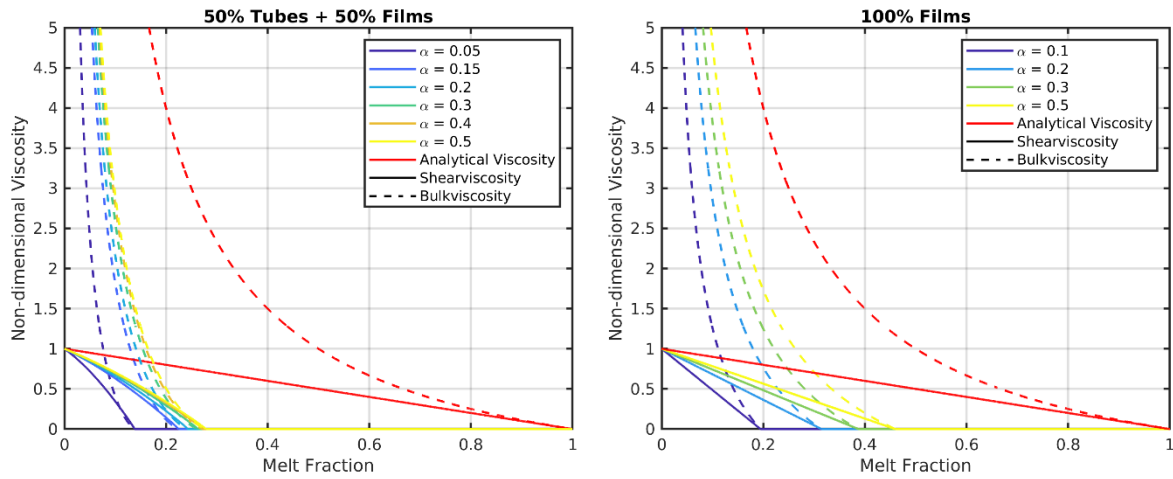 50% Tubes + 50% Films
5
4.5
4
3.5
3
2.5
2
1.5
1
0.5
0
Non-dimensional Viscosity
α = 0.05
α = 0.15
α = 0.2
α = 0.3
α = 0.4
α = 0.5
Analytical Viscosity
Shearviscosity
Bulkviscosity
0 0.2 0.4 0.6 0.8 1
Melt Fraction
100% Films
5
4.5
4
3.5
3
2.5
2
1.5
1
0.5
0
Non-dimensional Viscosity
α = 0.1
α = 0.2
α = 0.3
α = 0.5
Analytical Viscosity
Shearviscosity
Bulkviscosity
0 0.2 0.4 0.6 0.8 1
Melt Fraction